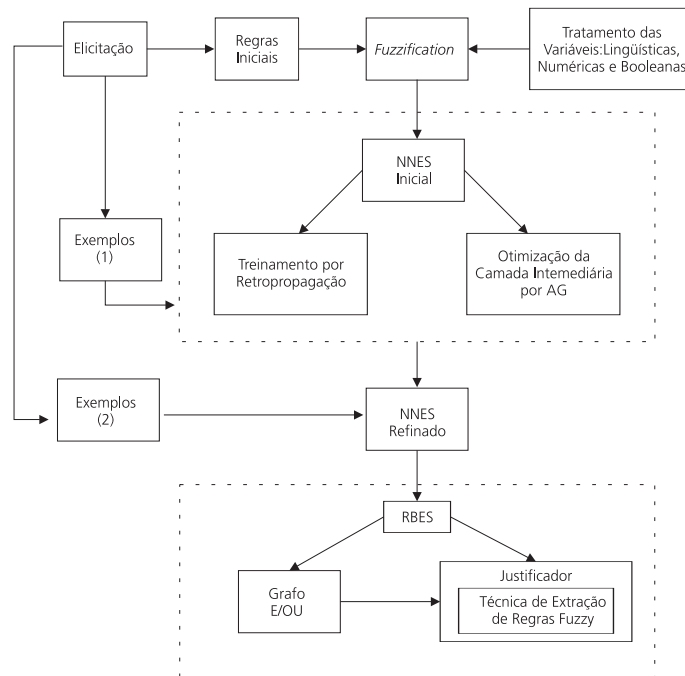 Elicitação
Regras
Iniciais
Fuzzification
Tratamento das
Variáveis:Lingüísticas,
Numéricas e Booleanas
NNES
Inicial
Exemplos
(1)
Treinamento por
Retropropagação
Otimização da
Camada Intemediária
por AG
Exemplos
(2)
NNES
Refinado
RBES
Grafo
E/OU
Justificador
Técnica de Extração
de Regras Fuzzy